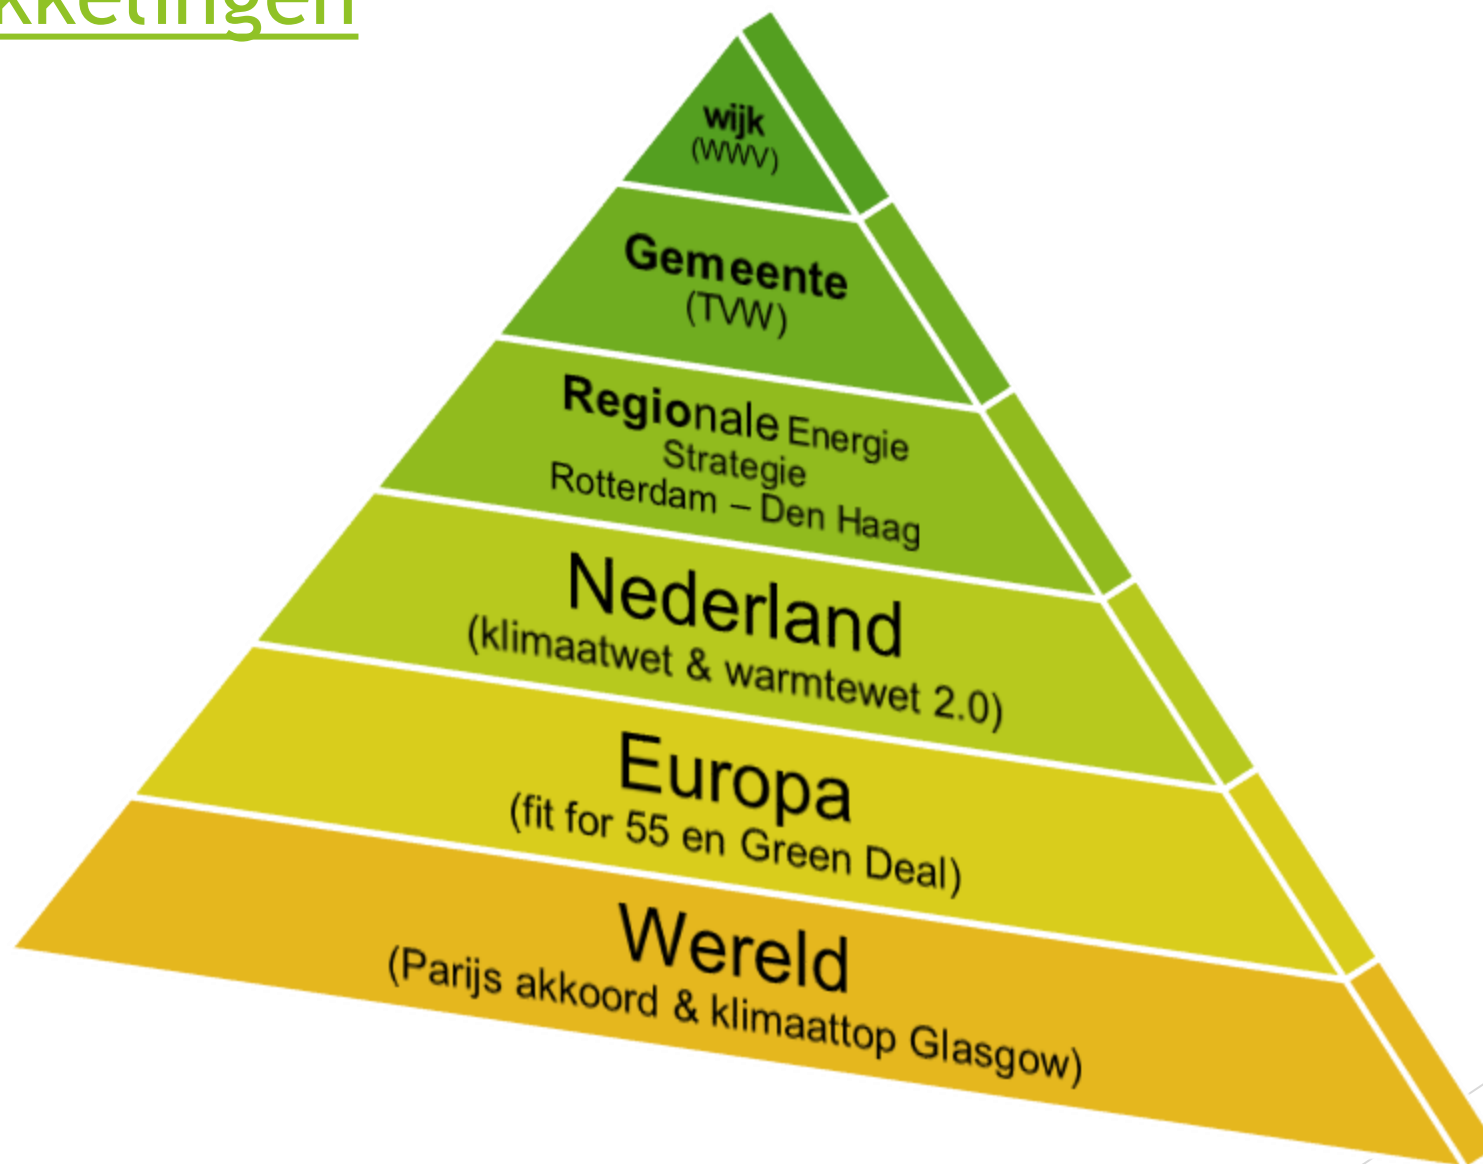 wijk
(WWV)
Gemeente
(TVW)
Regionale Energie
Strategie
Rotterdam – Den Haag
Nederland
(klimaatwet & warmtewet 2.0)
Europa
(fit for 55 en Green Deal)
Wereld
(Parijs akkoord & klimaattop Glasgow)